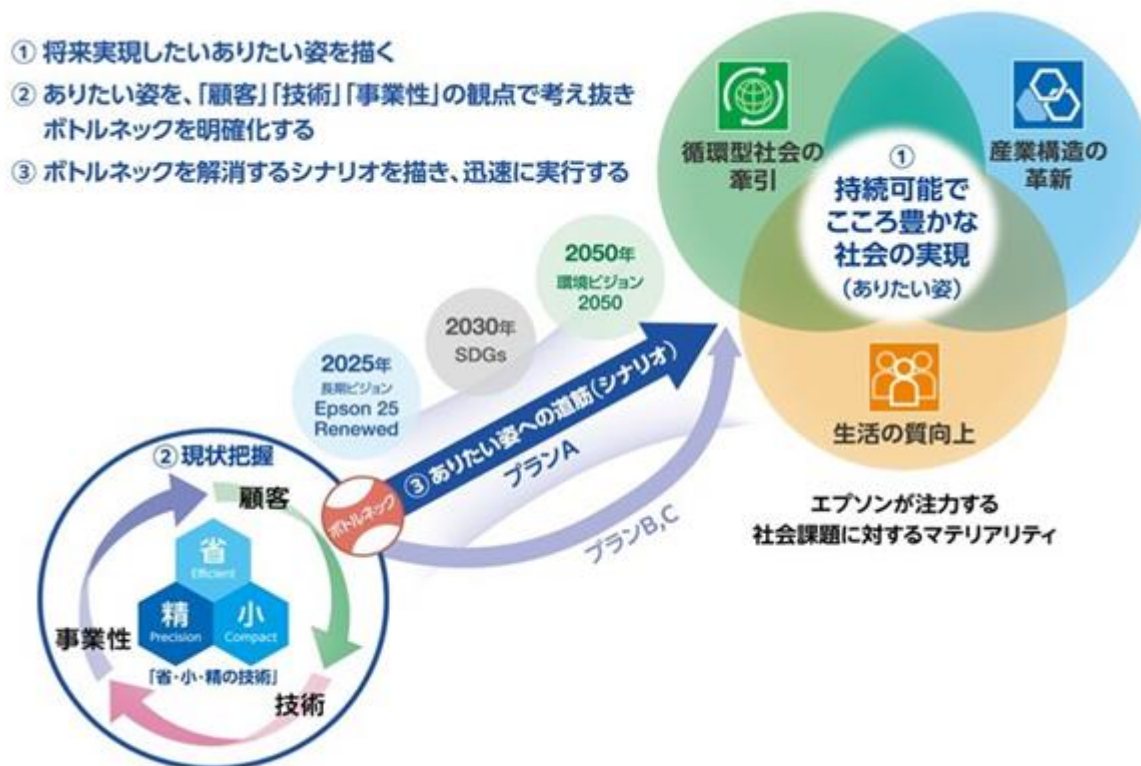 ① 将来実現したいありたい姿を描く
② ありたい姿を、「顧客」「技術」「事業性」の観点で考え抜き
ボトルネックを明確化する
③ ボトルネックを解消するシナリオを描き、迅速に実行する
循環型社会の
牽引
産業構造の
革新
①
持続可能で
こころ豊かな
社会の実現
(ありたい姿)
生活の質向上
エプソンが注力する
社会課題に対するマテリアリティ
2050年
環境ビジョン
2050
2030年
SDGs
2025年
長期ビジョン
Epson 25
Renewed
③ありたい姿への道筋(シナリオ)
プランA
プランB,C
ボトルネック
②現状把握
顧客
省
Efficient
精
Precision
小
Compact
事業性
「省・小・精の技術」
技術